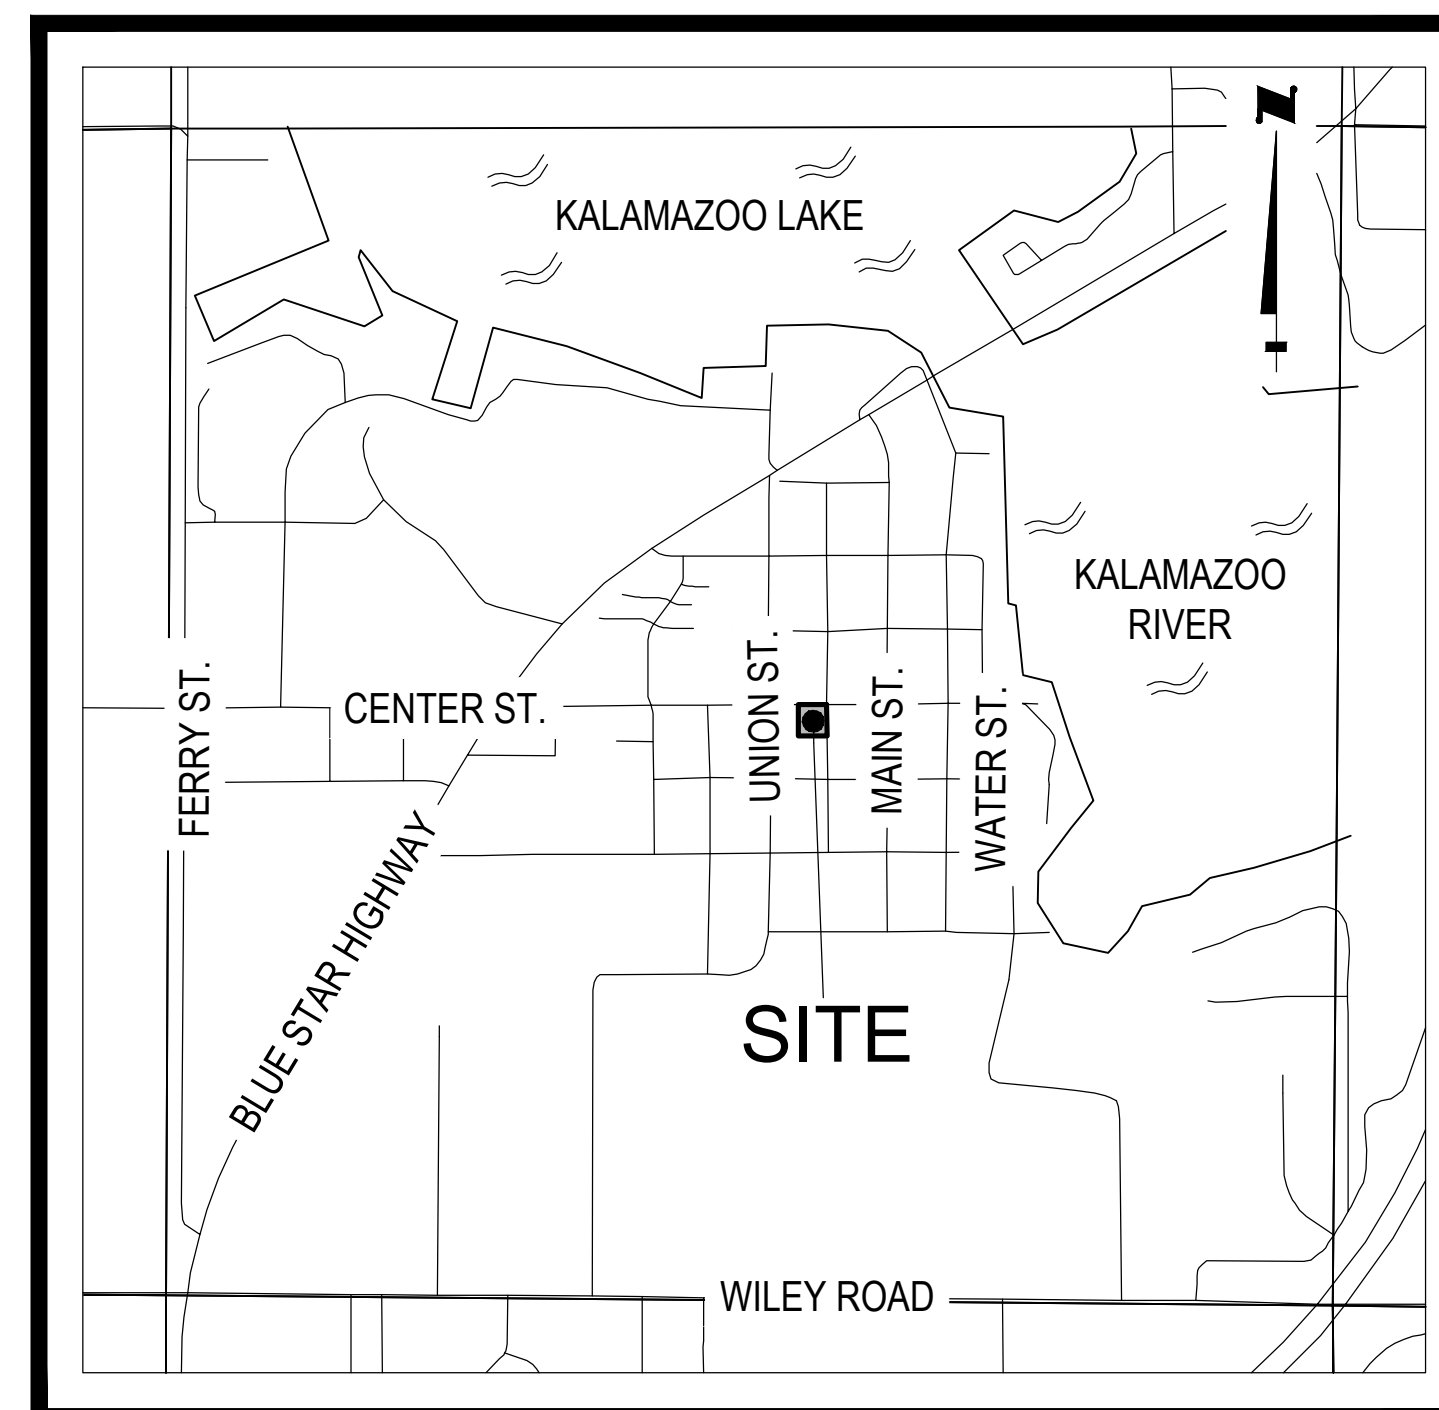 N
KALAMAZOO LAKE
KALAMAZOO
RIVER
FERRY ST.
CENTER ST.
UNION ST.
MAIN ST.
WATER ST.
BLUE STAR HIGHWAY
SITE
WILEY ROAD